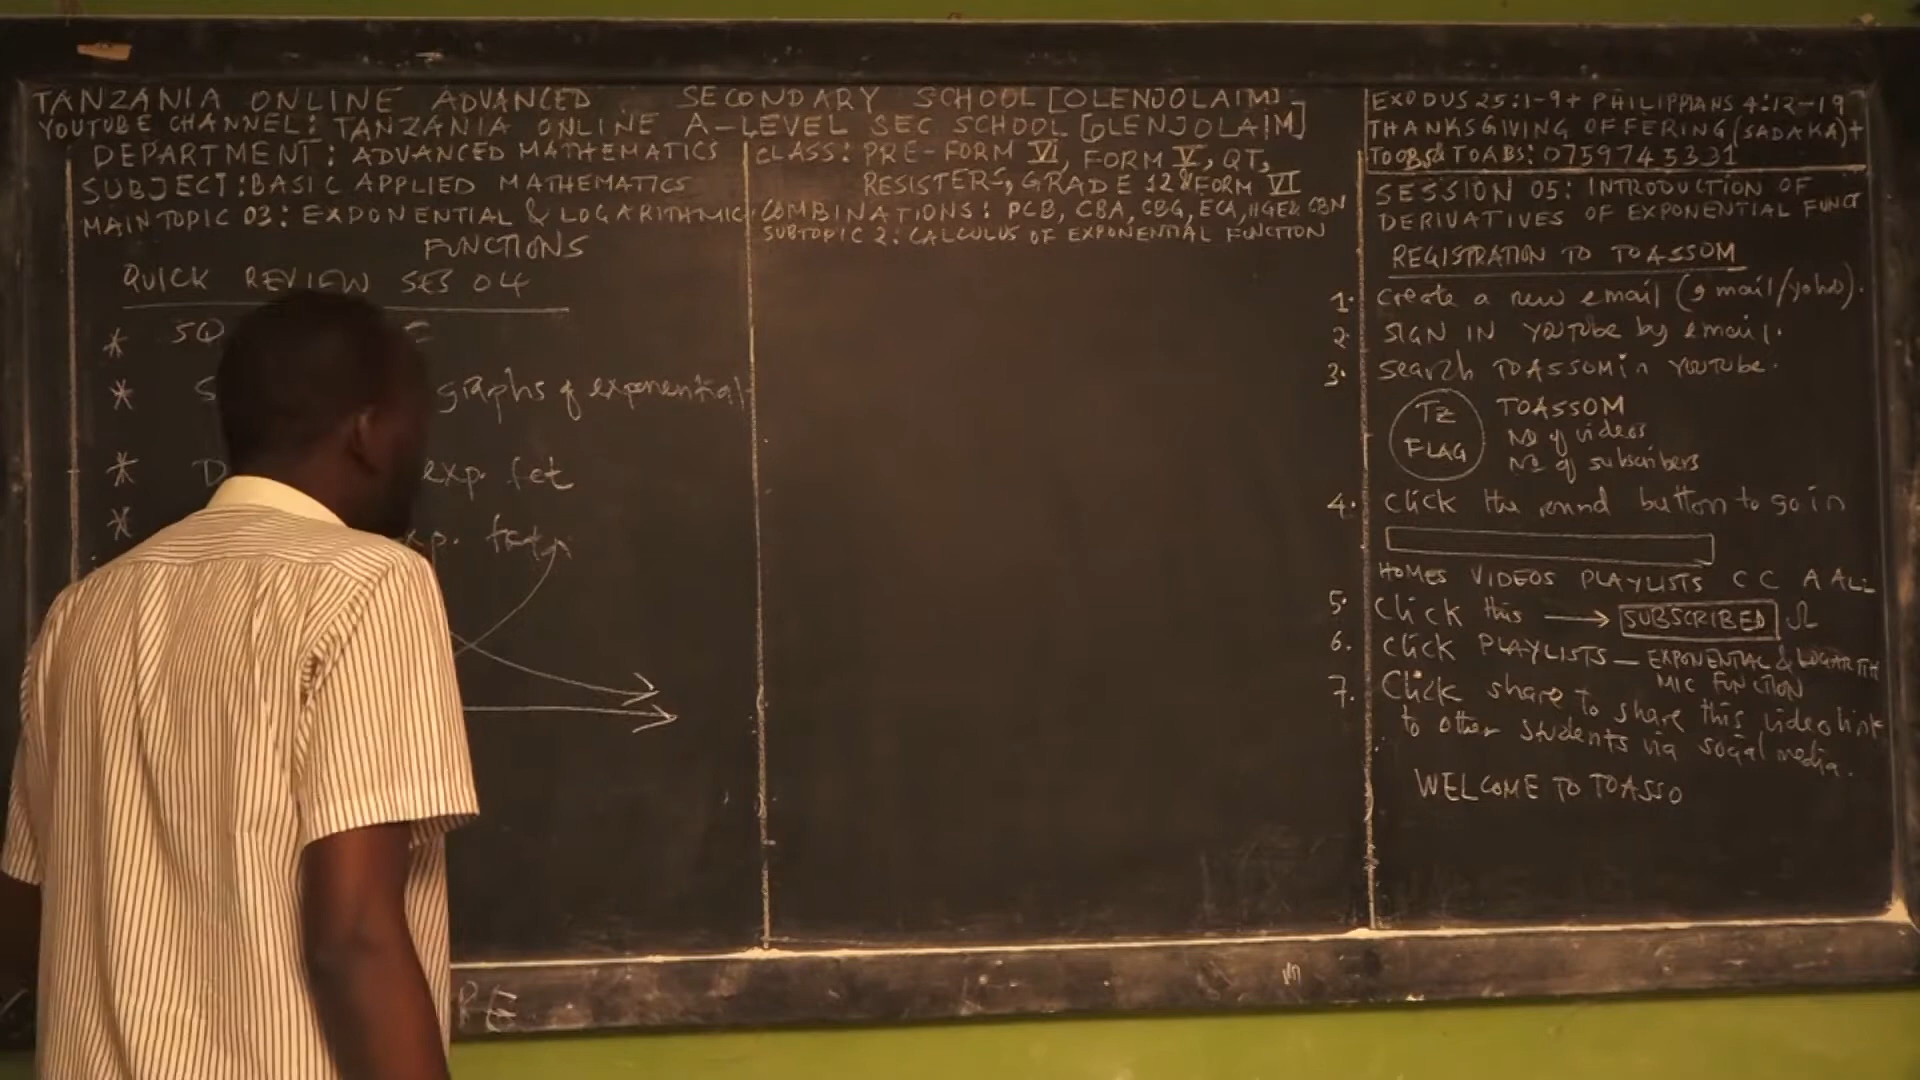 TANZANIA ONLINE ADVANCED SECONDARY SCHOOL [OLENJOLAIM]
YOUTUBE CHANNEL: TANZANIA ONLINE A-LEVEL SEC SCHOOL [OLENJOLAIM]
DEPARTMENT: ADVANCED MATHEMATICS
SUBJECT: BASIC APPLIED MATHEMATICS
MAIN TOPIC 03: EXPONENTIAL & LOGARITHMIC
FUNCTIONS
QUICK REVIEW SES 04
* SQ
* graphs of exponential
* exp. fct
*
CLASS: PRE-FORM VI, FORM V, QT,
RESISTERS, GRADE 12 & FORM VI
COMBINATIONS: PCB, CBA, CBG, ECA, HGE& CBN
SUBTOPIC 2: CALCULUS OF EXPONENTIAL FUNCTION
EXODUS 25:1-9 + PHILIPPIANS 4:12-19
THANKSGIVING OFFERING (SADAKA) +
TOOBS& TOABS: 0759745331
SESSION 05: INTRODUCTION OF
DERIVATIVES OF EXPONENTIAL FUNCT
REGISTRATION TO TOASSOM
1. Create a new email (gmail/yoho).
2. SIGN IN YOUTUBE by email.
3. Search TOASSOM in YOUTUBE.
TZ
FLAG
TOASSOM
No of videos
No of subscribers
4. Click the round button to go in
HOMES VIDEOS PLAYLISTS C C A ALL
5. Click this → SUBSCRIBED
6. Click PLAYLISTS — EXPONENTIAL & LOGARITH
MIC FUNCTION
7. Click share to share this video link
to other students via social media.
WELCOME TO TOASSO
RE